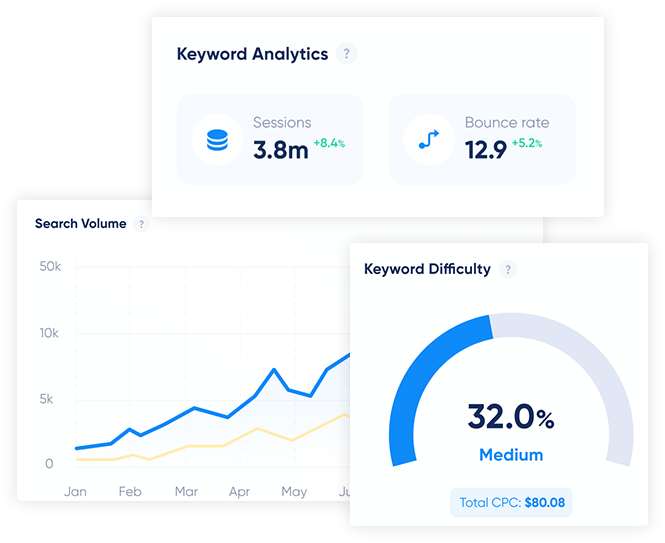 Keyword Analytics ?
Sessions
3.8m +8.4%
Bounce rate
12.9 +5.2%
Search Volume ?
50k
10k
5k
0
Jan Feb Mar Apr May
Keyword Difficulty ?
32.0%
Medium
Total CPC: $80.08